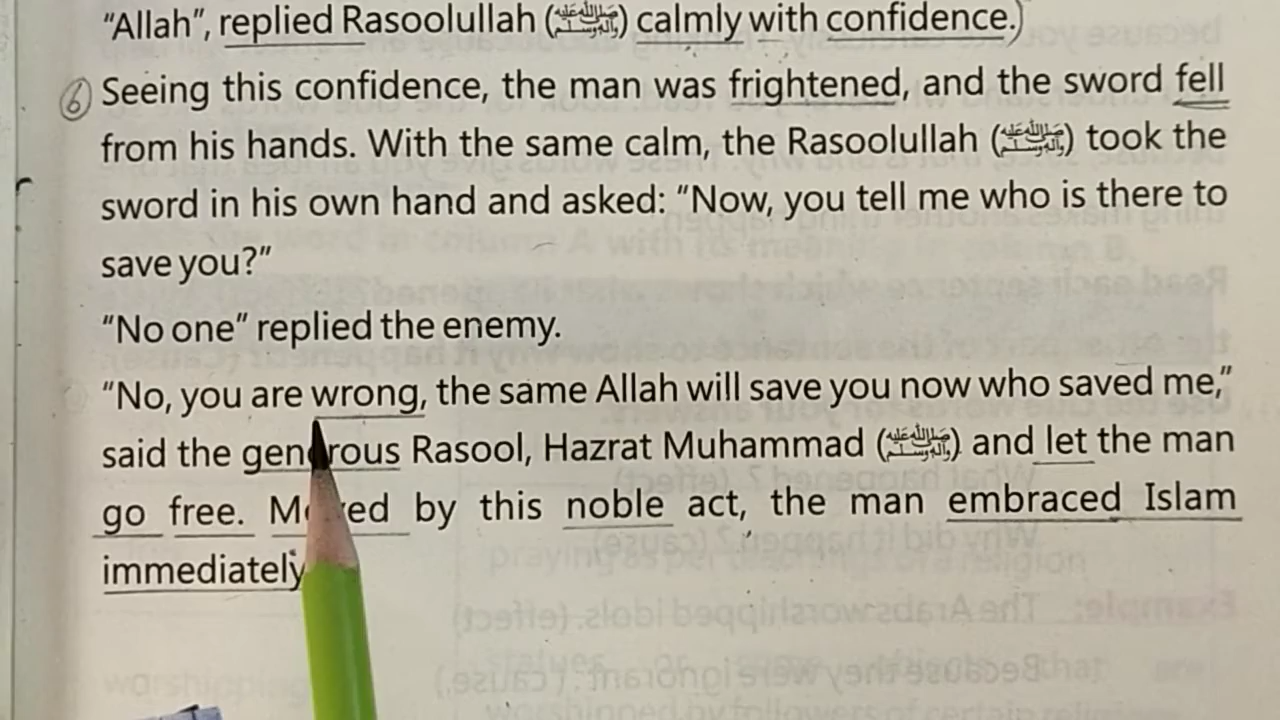 "Allah", replied Rasoolullah (ﷺ) calmly with confidence.)
6 Seeing this confidence, the man was frightened, and the sword fell
from his hands. With the same calm, the Rasoolullah (ﷺ) took the
sword in his own hand and asked: "Now, you tell me who is there to
save you?"
"No one" replied the enemy.
"No, you are wrong, the same Allah will save you now who saved me,"
said the generous Rasool, Hazrat Muhammad (ﷺ) and let the man
go free. Moved by this noble act, the man embraced Islam
immediately